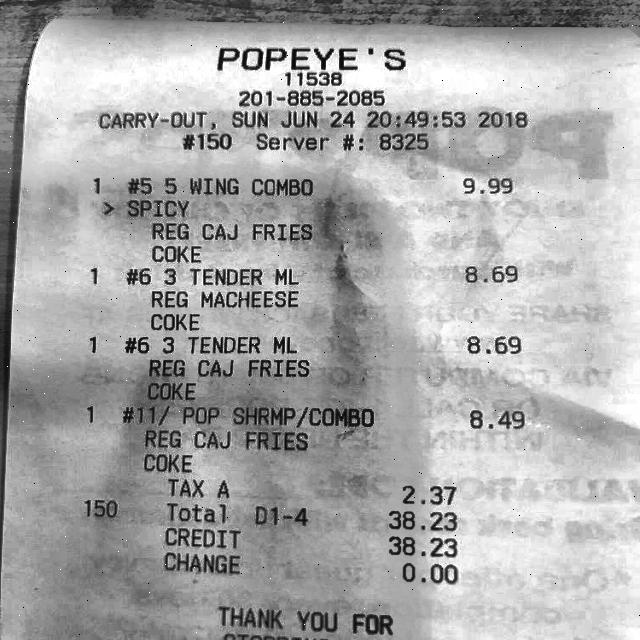 POPEYE'S
11538
201-885-2085
CARRY-OUT, SUN JUN 24 20:49:53 2018
#150 Server #: 8325
1 #5 5 WING COMBO 9.99
> SPICY
REG CAJ FRIES
COKE
1 #6 3 TENDER ML 8.69
REG MACHEESE
COKE
1 #6 3 TENDER ML 8.69
REG CAJ FRIES
COKE
1 #11/ POP SHRMP/COMBO 8.49
REG CAJ FRIES
COKE
TAX A 2.37
150 Total D1-4 38.23
CREDIT 38.23
CHANGE 0.00
THANK YOU FOR